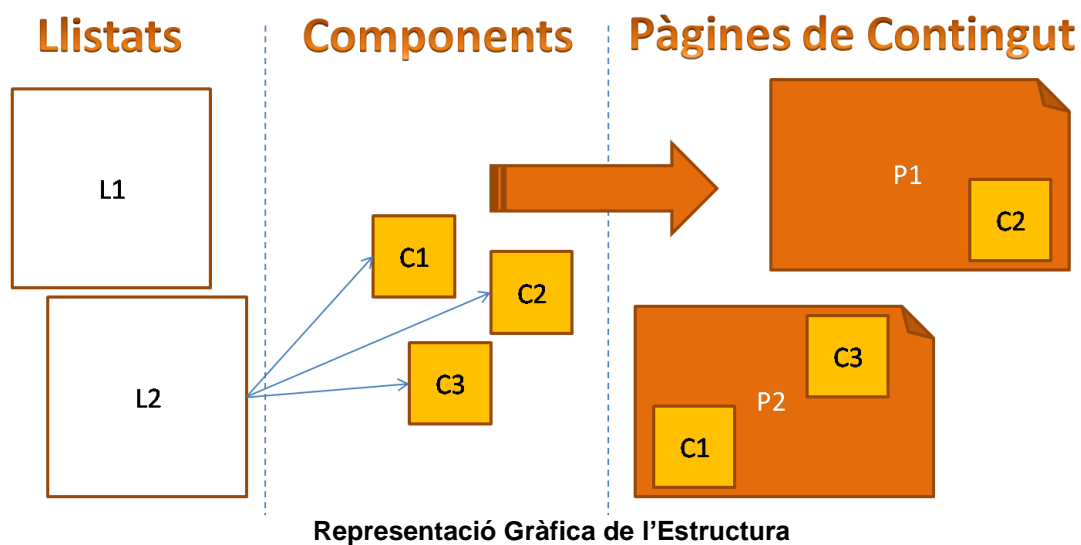 Llistats
Components
Pàgines de Contingut
L1
L2
C1
C2
C3
P1
C2
C3
P2
C1
Representació Gràfica de l’Estructura